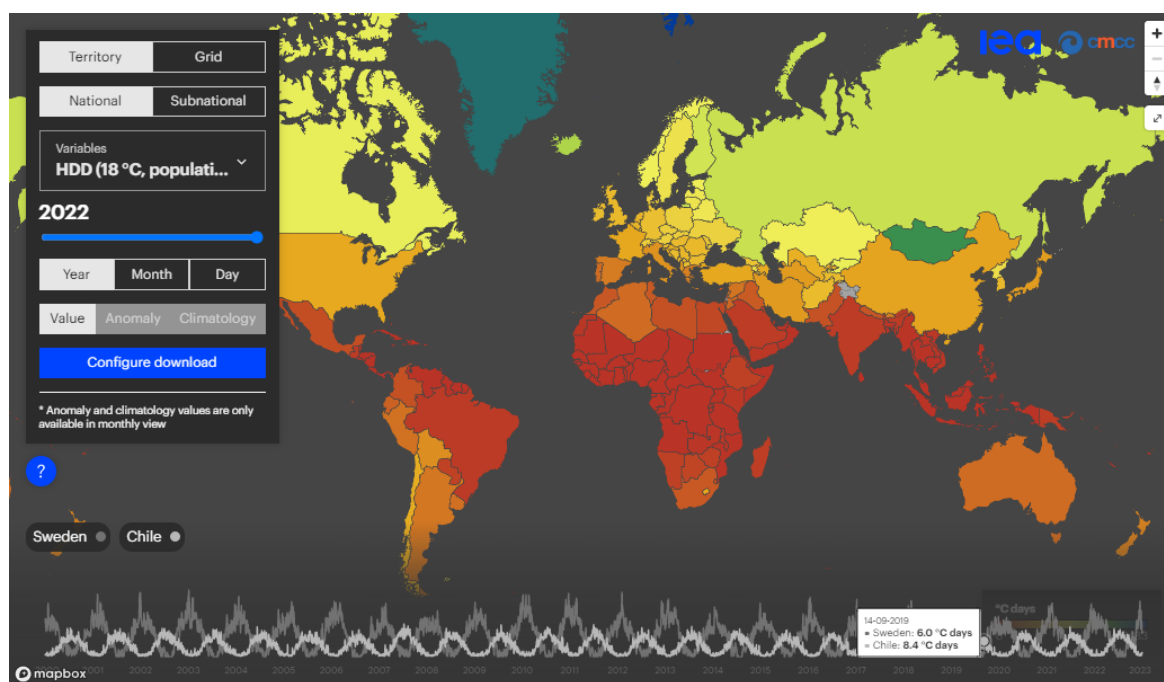 Territory Grid
National Subnational
Variables
HDD (18 °C, populati...
2022
Year Month Day
Value Anomaly Climatology
Configure download
* Anomaly and climatology values are only
available in monthly view
?
Sweden Chile
iea cmcc
+
°C days
14-09-2019
Sweden: 6.0 °C days
Chile: 8.4 °C days
2001 2002 2003 2004 2005 2006 2007 2008 2009 2010 2011 2012 2013 2014 2015 2016 2017 2018 2019 2020 2021 2022 2023
mapbox